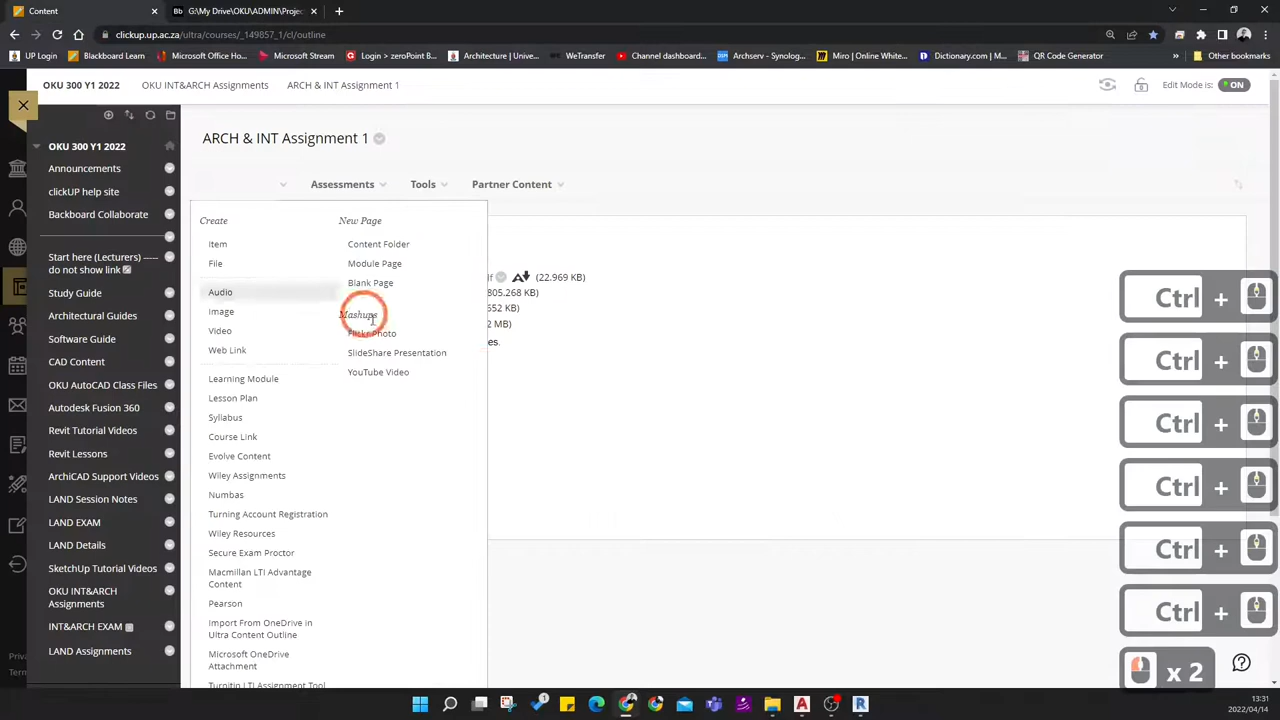 Content
G:\My Drive\OKU\ADMIN\Projec
clickup.up.ac.za/ultra/courses/_149857_1/cl/outline
UP Login
Blackboard Learn
Microsoft Office Ho...
Microsoft Stream
Login > zeroPoint B...
Architecture | Unive...
WeTransfer
Channel dashboard...
Archserv - Synolog...
Miro | Online White...
Dictionary.com | M...
QR Code Generator
Other bookmarks
OKU 300 Y1 2022
OKU INT&ARCH Assignments
ARCH & INT Assignment 1
Edit Mode is:
ON
OKU 300 Y1 2022
Announcements
clickUP help site
Backboard Collaborate
Start here (Lecturers) -----
do not show link
Study Guide
Architectural Guides
Software Guide
CAD Content
OKU AutoCAD Class Files
Autodesk Fusion 360
Revit Tutorial Videos
Revit Lessons
ArchiCAD Support Videos
LAND Session Notes
LAND EXAM
LAND Details
SketchUp Tutorial Videos
OKU INT&ARCH
Assignments
INT&ARCH EXAM
LAND Assignments
Priva
Term
ARCH & INT Assignment 1
Assessments
Tools
Partner Content
Create
Item
File
Audio
Image
Video
Web Link
Learning Module
Lesson Plan
Syllabus
Course Link
Evolve Content
Wiley Assignments
Numbas
Turning Account Registration
Wiley Resources
Secure Exam Proctor
Macmillan LTI Advantage
Content
Pearson
Import From OneDrive in
Ultra Content Outline
Microsoft OneDrive
Attachment
Turnitin LTI Assignment Tool
New Page
Content Folder
Module Page
Blank Page
Mashups
Flickr Photo
SlideShare Presentation
YouTube Video
(22.969 KB)
805.268 KB)
652 KB)
2 MB)
es.
Ctrl +
Ctrl +
Ctrl +
Ctrl +
Ctrl +
Ctrl +
x 2
13:31
2022/04/14